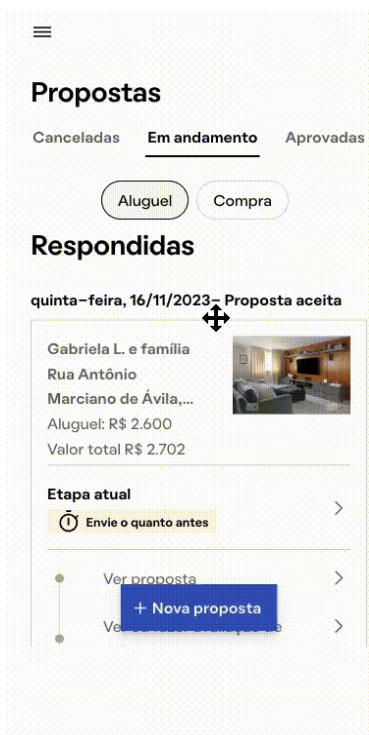 Propostas
Canceladas Em andamento Aprovadas
Aluguel Compra
Respondidas
quinta-feira, 16/11/2023– Proposta aceita
Gabriela L. e família
Rua Antônio
Marciano de Ávila,...
Aluguel: R$ 2.600
Valor total R$ 2.702
Etapa atual
Envie o quanto antes
Ver proposta
+ Nova proposta
Ver
de